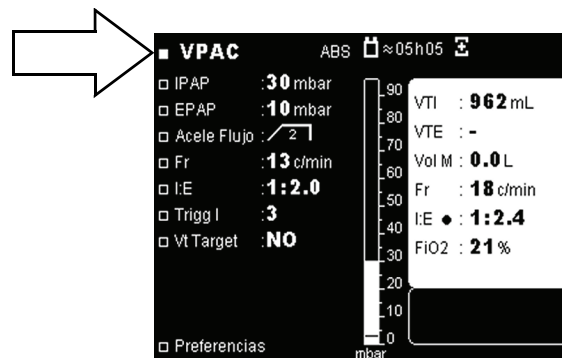 VPAC ABS ≈05h05
IPAP :30 mbar
EPAP :10 mbar
Acele Flujo : 2
Fr :13 c/min
I:E :1:2.0
Trigg I :3
Vt Target :NO
Preferencias
90
80
70
60
50
40
30
20
10
0
mbar
VTI : 962 mL
VTE : -
Vol M : 0.0 L
Fr : 18 c/min
I:E ● : 1:2.4
FiO2 : 21 %